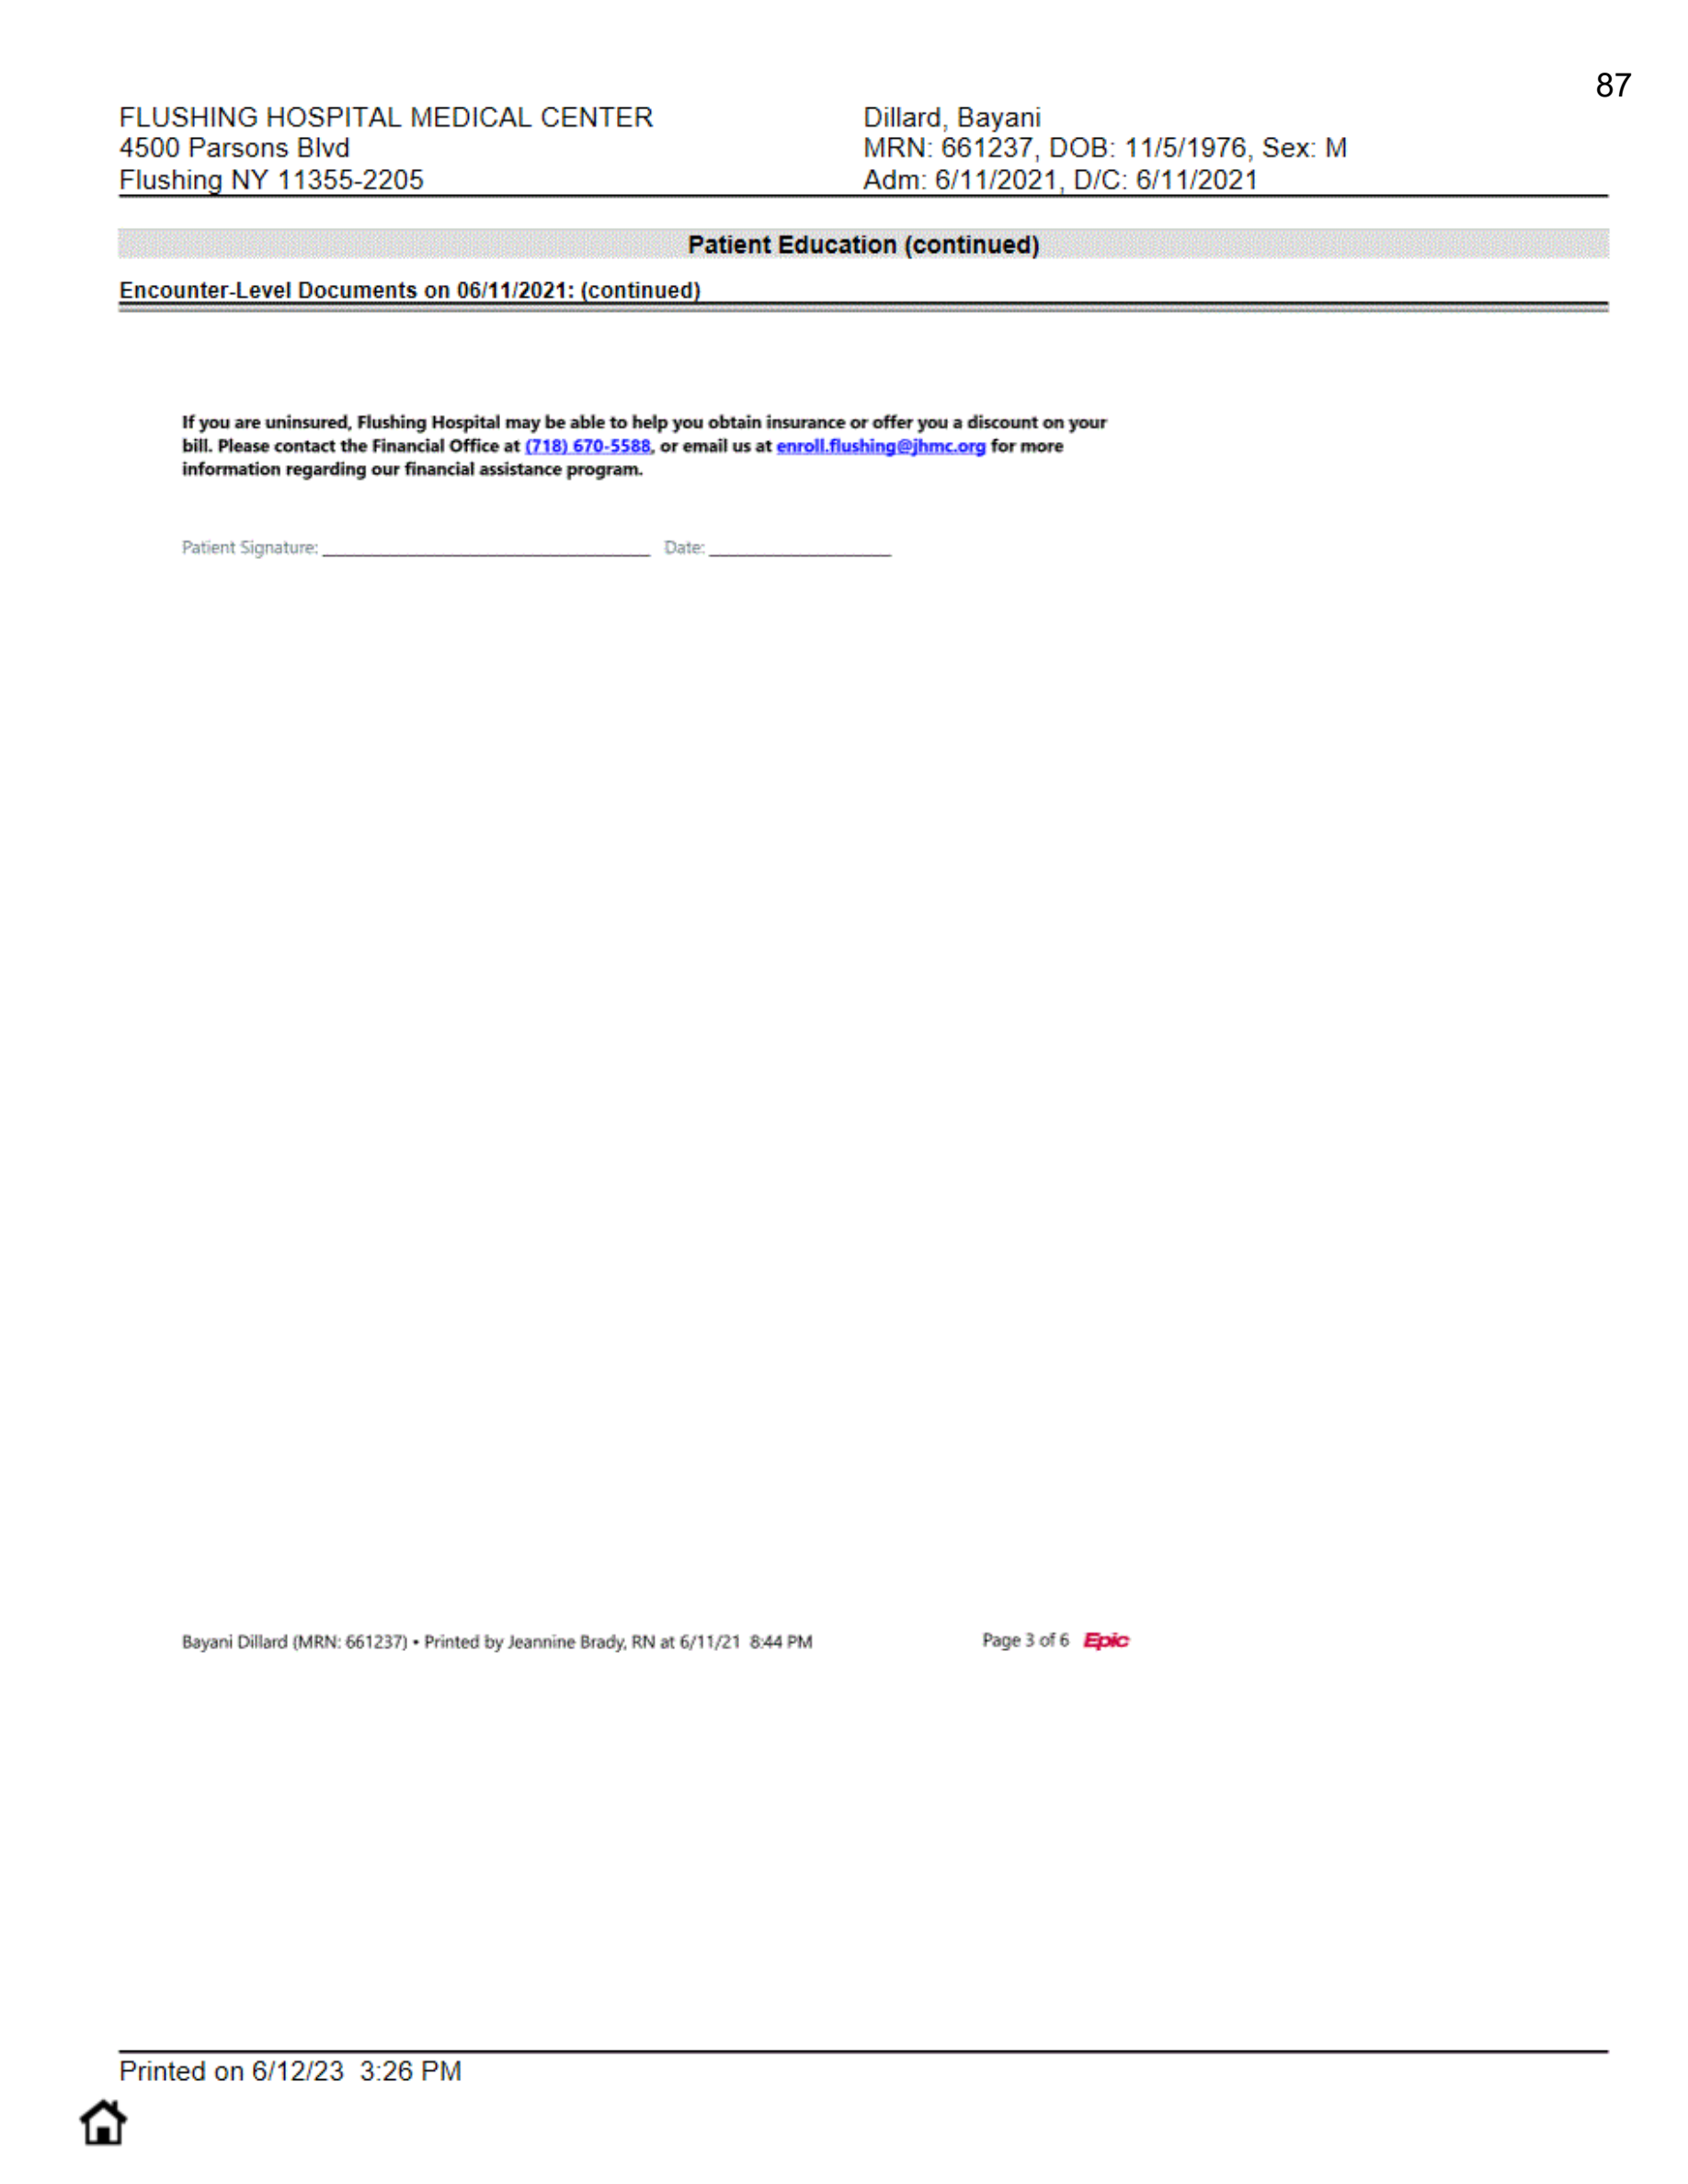 87
FLUSHING HOSPITAL MEDICAL CENTER
4500 Parsons Blvd
Flushing NY 11355-2205
Dillard, Bayani
MRN: 661237, DOB: 11/5/1976, Sex: M
Adm: 6/11/2021, D/C: 6/11/2021
Patient Education (continued)
Encounter-Level Documents on 06/11/2021: (continued)
If you are uninsured, Flushing Hospital may be able to help you obtain insurance or offer you a discount on your
bill. Please contact the Financial Office at (718) 670-5588, or email us at enroll.flushing@jhmc.org for more
information regarding our financial assistance program.
Patient Signature: Date:
Bayani Dillard (MRN: 661237) • Printed by Jeannine Brady, RN at 6/11/21 8:44 PM Page 3 of 6 Epic
Printed on 6/12/23 3:26 PM